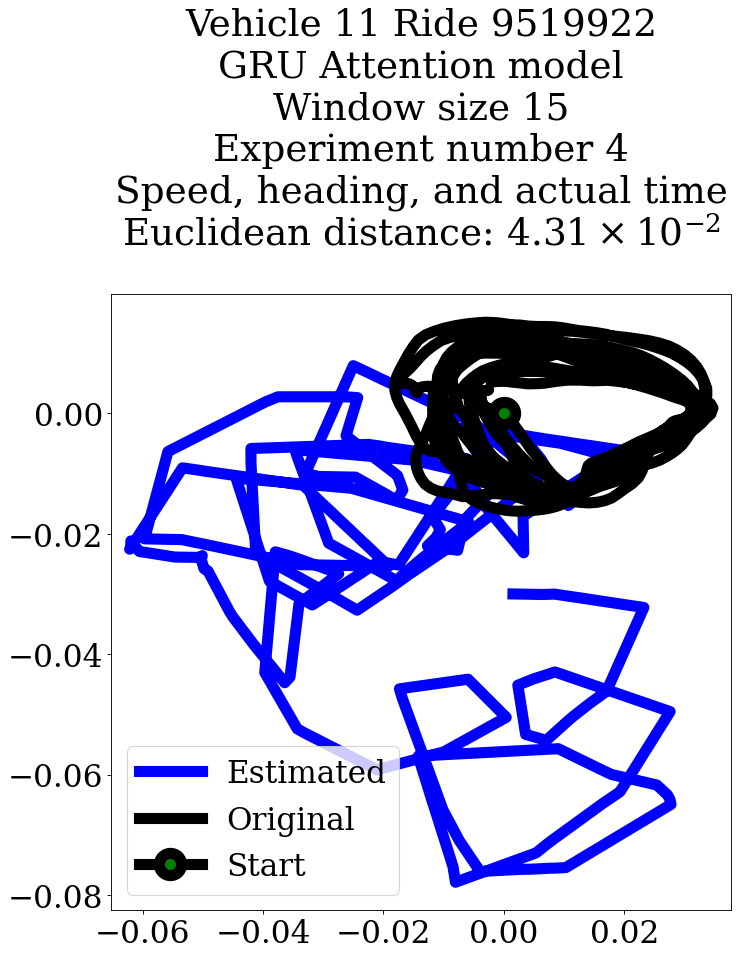 Vehicle 11 Ride 9519922
GRU Attention model
Window size 15
Experiment number 4
Speed, heading, and actual time
Euclidean distance: 4.31 × 10⁻²
0.00
−0.02
−0.04
−0.06
−0.08
Estimated
Original
Start
−0.06 −0.04 −0.02 0.00 0.02